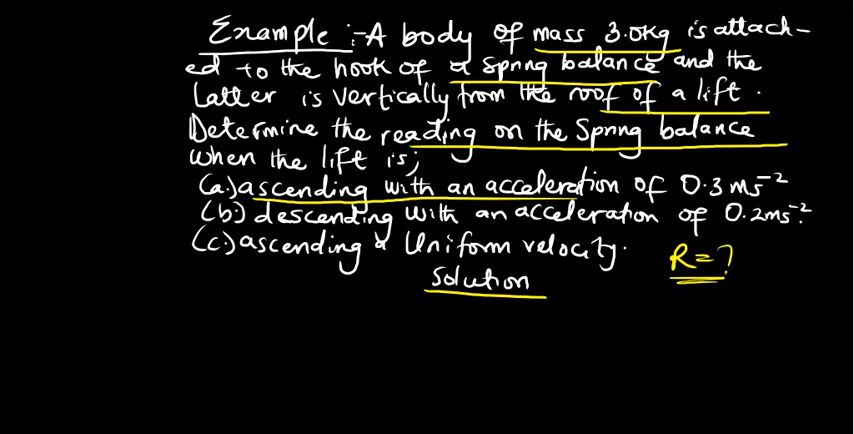 Example :- A body of mass 3.0kg is attach-
ed to the hook of a spring balance and the
latter is vertically from the roof of a lift.
Determine the reading on the spring balance
when the lift is;
(a.) ascending with an acceleration of 0.3 ms⁻²
(b.) descending with an acceleration of 0.2ms⁻².
(c.) ascending a uniform velocity.
R = ?
Solution